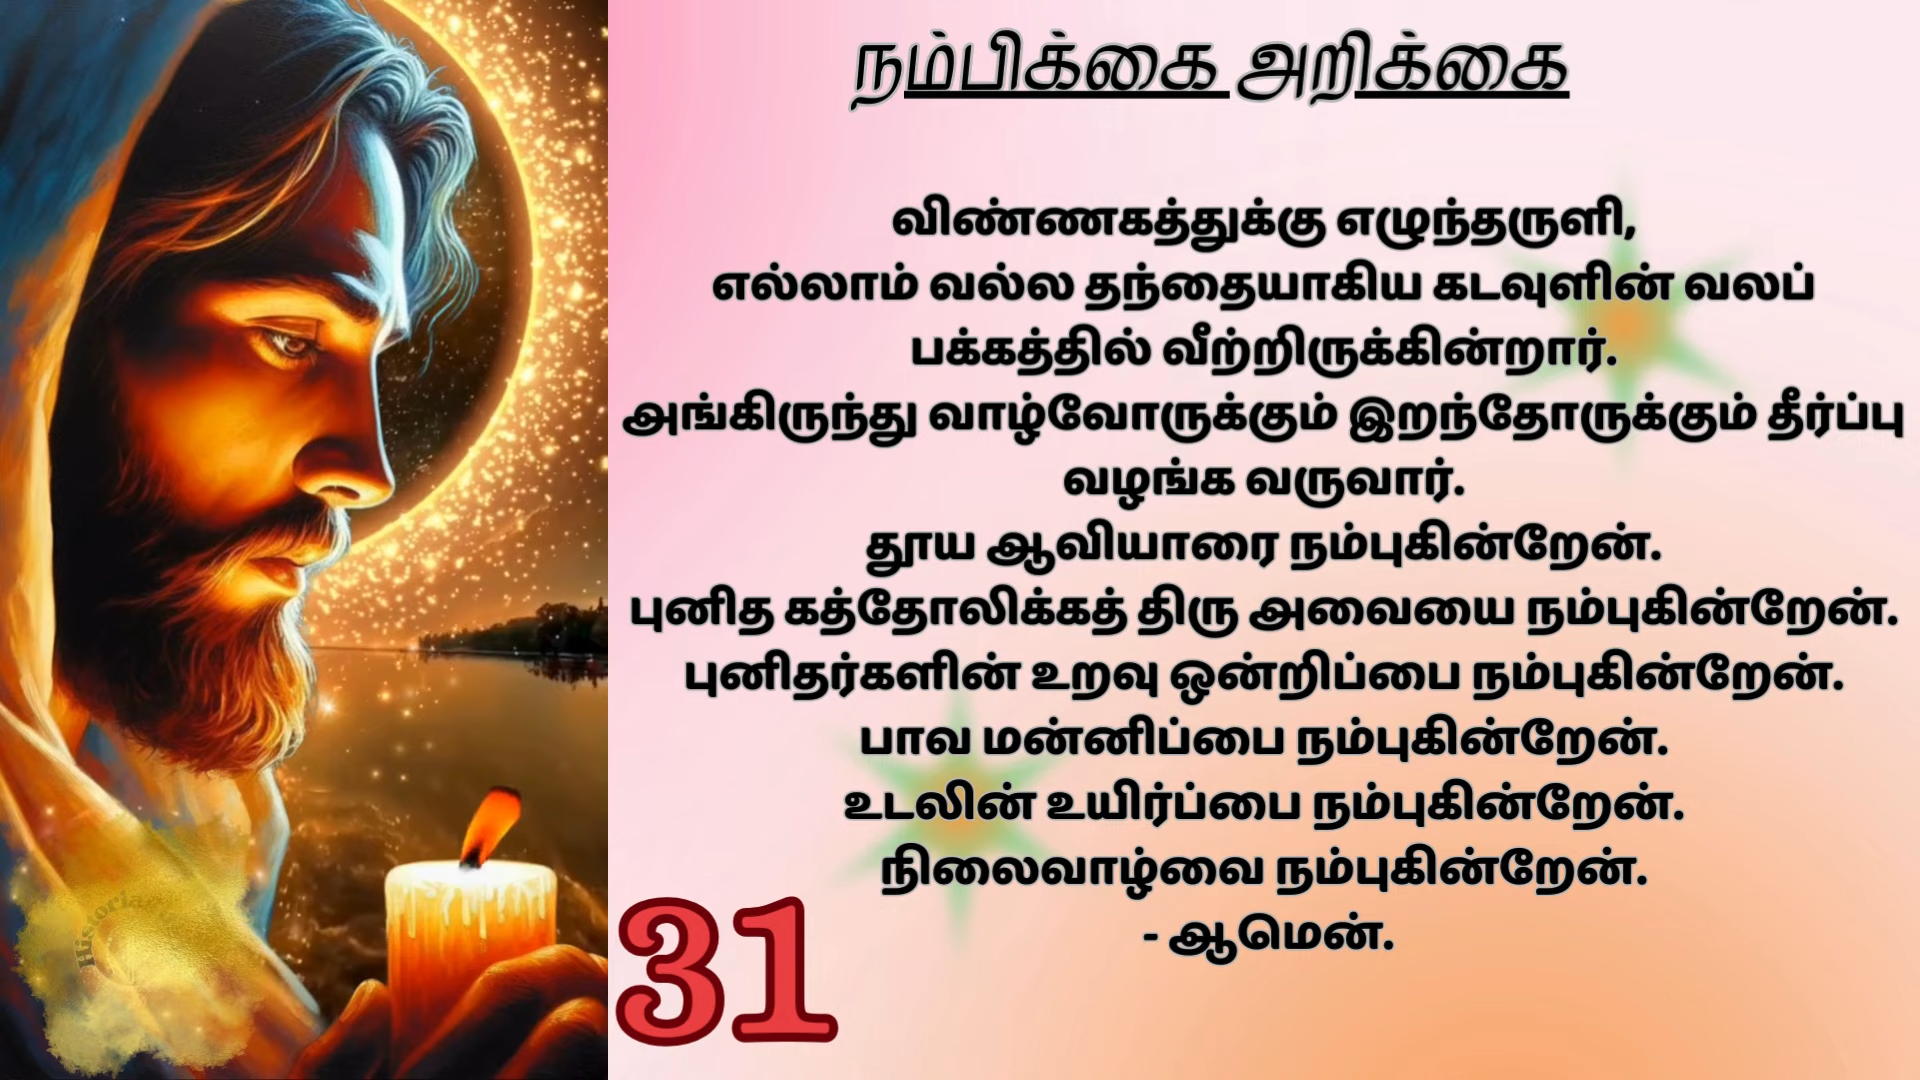 நம்பிக்கை அறிக்கை
விண்ணகத்துக்கு எழுந்தருளி,
எல்லாம் வல்ல தந்தையாகிய கடவுளின் வலப்
பக்கத்தில் வீற்றிருக்கின்றார்.
அங்கிருந்து வாழ்வோருக்கும் இறந்தோருக்கும் தீர்ப்பு
வழங்க வருவார்.
தூய ஆவியாரை நம்புகின்றேன்.
புனித கத்தோலிக்கத் திரு அவையை நம்புகின்றேன்.
புனிதர்களின் உறவு ஒன்றிப்பை நம்புகின்றேன்.
பாவ மன்னிப்பை நம்புகின்றேன்.
உடலின் உயிர்ப்பை நம்புகின்றேன்.
நிலைவாழ்வை நம்புகின்றேன்.
- ஆமென்.
31